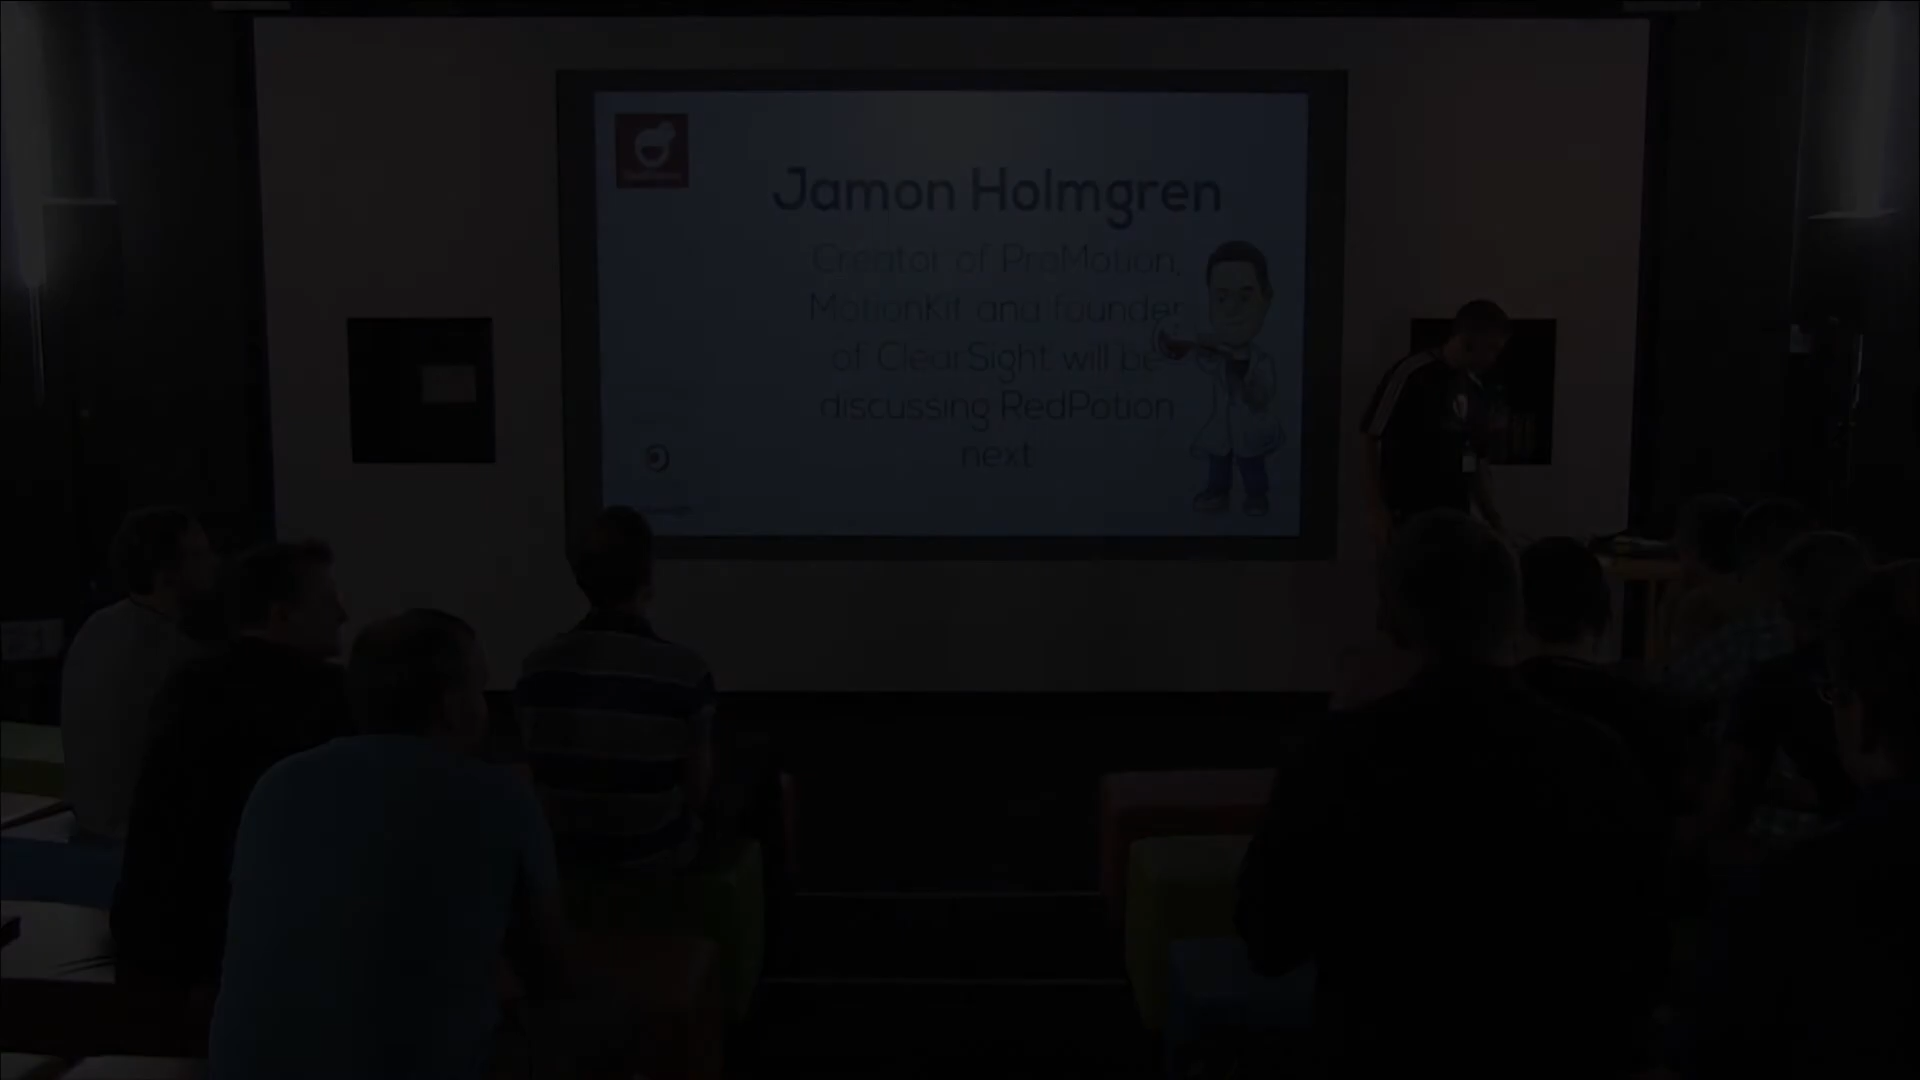 Jamon Holmgren
Creator of ProMotion,
MotionKit and founder
of ClearSight will be
discussing RedPotion
next